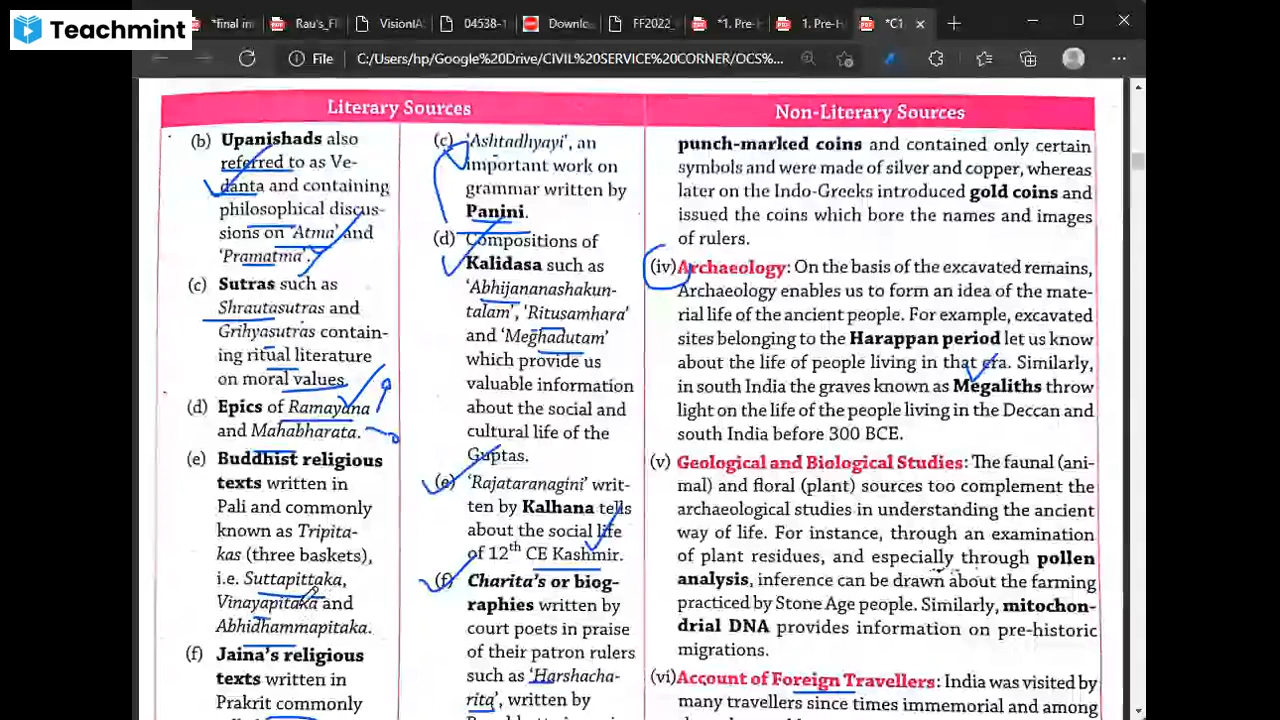 Teachmint
*final in
Rau's_Fl
VisionIA
04538-1
Downlo
FF2022_
*1. Pre-H
1. Pre-H
*C1
File
C:/Users/hp/Google%20Drive/CIVIL%20SERVICE%20CORNER/OCS%...
Literary Sources
(b) Upanishads also
referred to as Ve-
danta and containing
philosophical discus-
sions on 'Atma' and
'Pramatma'.
(c) Sutras such as
Shrautasutras and
Grihyasutras contain-
ing ritual literature
on moral values.
(d) Epics of Ramayana
and Mahabharata.
(e) Buddhist religious
texts written in
Pali and commonly
known as Tripita-
kas (three baskets),
i.e. Suttapittaka,
Vinayapitaka and
Abhidhammapitaka.
(f) Jaina's religious
texts written in
Prakrit commonly
(c) 'Ashtadhyayi', an
important work on
grammar written by
Panini.
(d) Compositions of
Kalidasa such as
'Abhijananashakun-
talam', 'Ritusamhara'
and 'Meghadutam'
which provide us
valuable information
about the social and
cultural life of the
Guptas.
(e) 'Rajataranagini' writ-
ten by Kalhana tells
about the social life
of 12th CE Kashmir.
(f) Charita's or biog-
raphies written by
court poets in praise
of their patron rulers
such as 'Harshacha-
rita', written by
Non-Literary Sources
punch-marked coins and contained only certain
symbols and were made of silver and copper, whereas
later on the Indo-Greeks introduced gold coins and
issued the coins which bore the names and images
of rulers.
(iv) Archaeology: On the basis of the excavated remains,
Archaeology enables us to form an idea of the mate-
rial life of the ancient people. For example, excavated
sites belonging to the Harappan period let us know
about the life of people living in that era. Similarly,
in south India the graves known as Megaliths throw
light on the life of the people living in the Deccan and
south India before 300 BCE.
(v) Geological and Biological Studies: The faunal (ani-
mal) and floral (plant) sources too complement the
archaeological studies in understanding the ancient
way of life. For instance, through an examination
of plant residues, and especially through pollen
analysis, inference can be drawn about the farming
practiced by Stone Age people. Similarly, mitochon-
drial DNA provides information on pre-historic
migrations.
(vi) Account of Foreign Travellers: India was visited by
many travellers since times immemorial and among